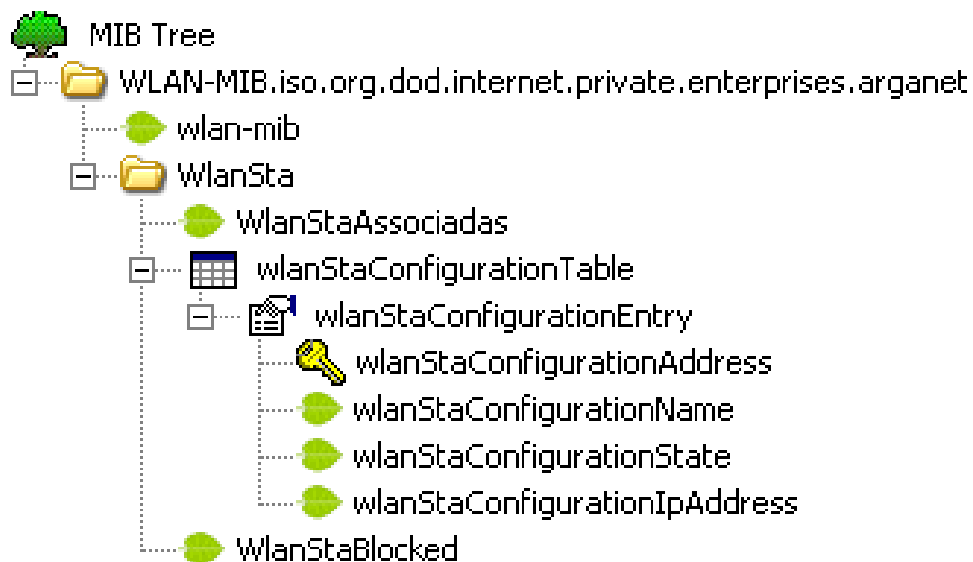 MIB Tree
WLAN-MIB.iso.org.dod.internet.private.enterprises.arganet
wlan-mib
WlanSta
WlanStaAssociadas
wlanStaConfigurationTable
wlanStaConfigurationEntry
wlanStaConfigurationAddress
wlanStaConfigurationName
wlanStaConfigurationState
wlanStaConfigurationIpAddress
WlanStaBlocked